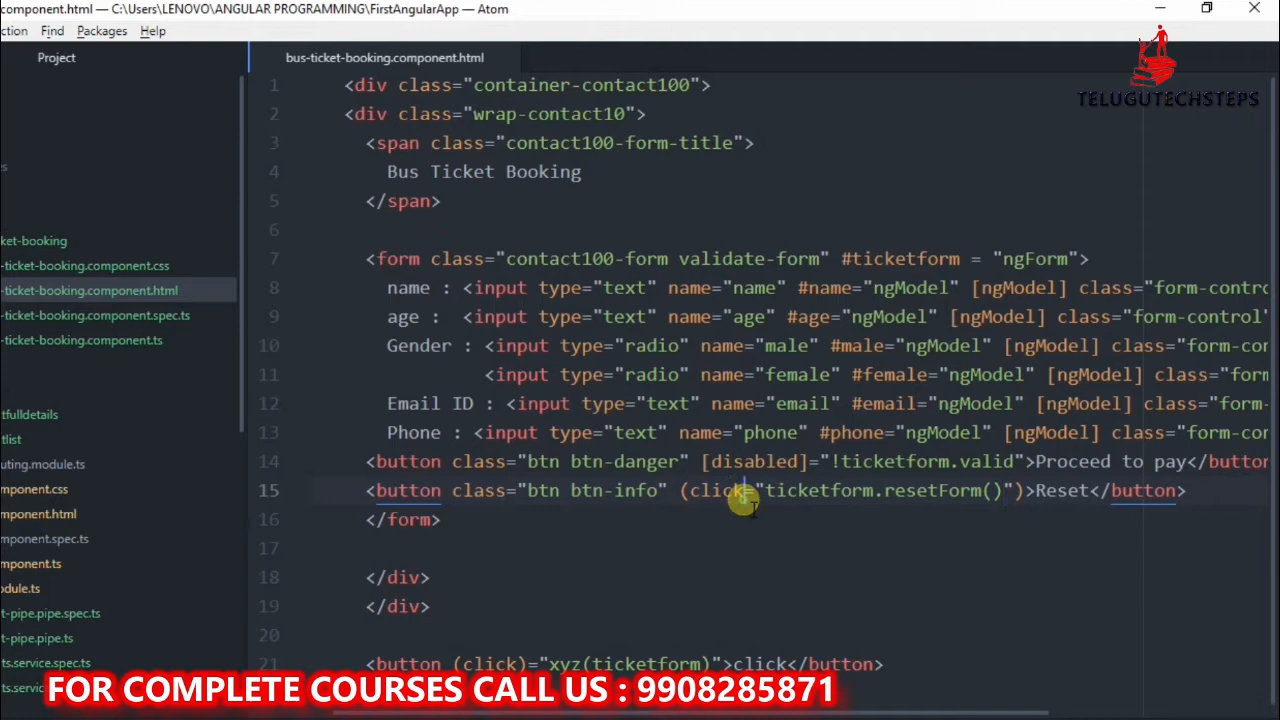 component.html — C:\Users\LENOVO\ANGULAR PROGRAMMING\FirstAngularApp — Atom
ction Find Packages Help
Project
bus-ticket-booking.component.html
TELUGUTECHSTEPS
ket-booking
-ticket-booking.component.css
-ticket-booking.component.html
-ticket-booking.component.spec.ts
-ticket-booking.component.ts
tfulldetails
tlist
uting.module.ts
omponent.css
omponent.html
omponent.spec.ts
omponent.ts
odule.ts
t-pipe.pipe.spec.ts
t-pipe.pipe.ts
ts.service.spec.ts
1 <div class="container-contact100">
2 <div class="wrap-contact10">
3 <span class="contact100-form-title">
4 Bus Ticket Booking
5 </span>
6
7 <form class="contact100-form validate-form" #ticketform = "ngForm">
8 name : <input type="text" name="name" #name="ngModel" [ngModel] class="form-contro
9 age : <input type="text" name="age" #age="ngModel" [ngModel] class="form-control"
10 Gender : <input type="radio" name="male" #male="ngModel" [ngModel] class="form-con
11 <input type="radio" name="female" #female="ngModel" [ngModel] class="form
12 Email ID : <input type="text" name="email" #email="ngModel" [ngModel] class="form-
13 Phone : <input type="text" name="phone" #phone="ngModel" [ngModel] class="form-con
14 <button class="btn btn-danger" [disabled]="!ticketform.valid">Proceed to pay</button
15 <button class="btn btn-info" (click="ticketform.resetForm()")>Reset</button>
16 </form>
17
18 </div>
19 </div>
20
21 <button (click)="xyz(ticketform)">click</button>
FOR COMPLETE COURSES CALL US : 9908285871